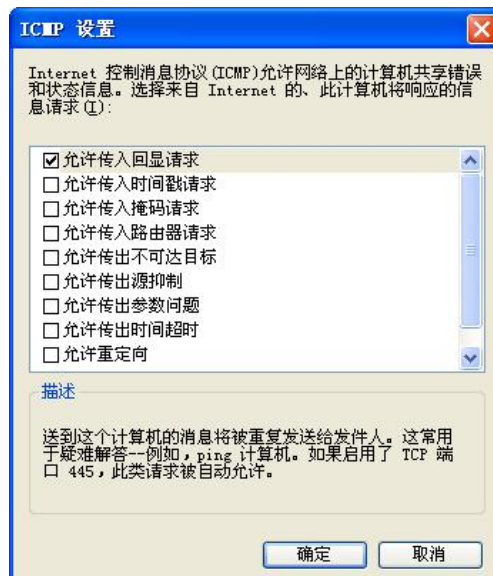 ICMP 设置
Internet 控制消息协议(ICMP)允许网络上的计算机共享错误
和状态信息。选择来自 Internet 的、此计算机将响应的信
息请求(I):
允许传入回显请求
允许传入时间戳请求
允许传入掩码请求
允许传入路由器请求
允许传出不可达目标
允许传出源抑制
允许传出参数问题
允许传出时间超时
允许重定向
描述
送到这个计算机的消息将被重复发送给发件人。这常用
于疑难解答--例如，ping 计算机。如果启用了 TCP 端
口 445，此类请求被自动允许。
确定
取消